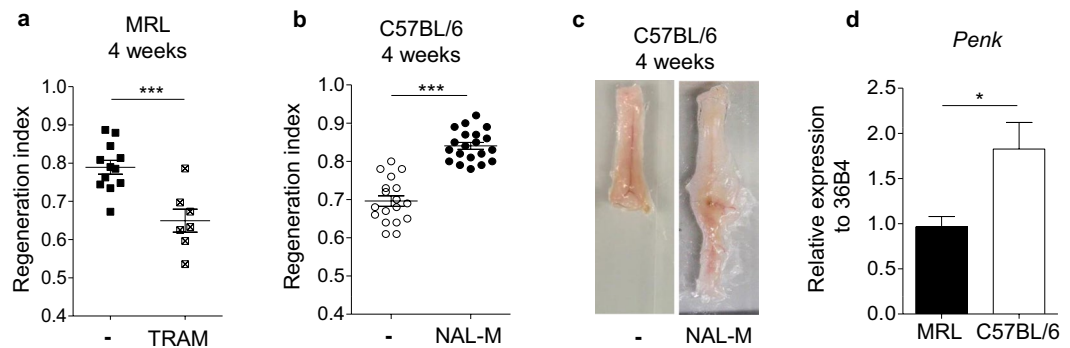 a
MRL
4 weeks
***
Regeneration index
1.0
0.9
0.8
0.7
0.6
0.5
0.4
-
TRAM
b
C57BL/6
4 weeks
***
Regeneration index
1.0
0.9
0.8
0.7
0.6
0.5
0.4
-
NAL-M
c
C57BL/6
4 weeks
-
NAL-M
d
Penk
*
Relative expression
to 36B4
2.5
2.0
1.5
1.0
0.5
0.0
MRL
C57BL/6